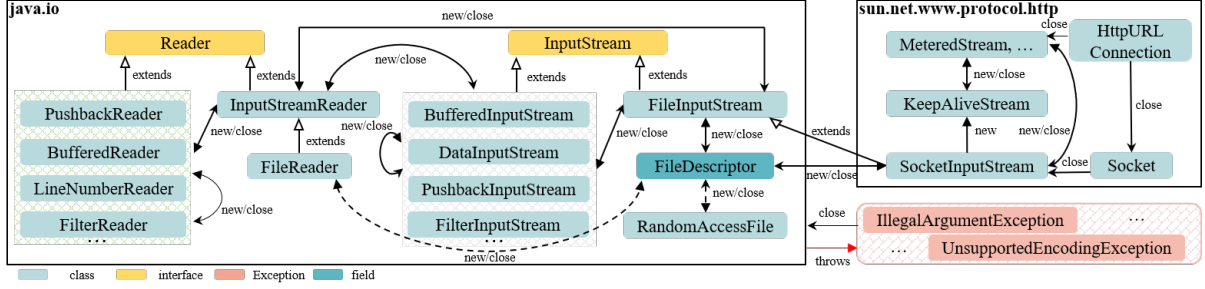 java.io
sun.net.www.protocol.http
new/close
Reader
InputStream
MeteredStream, …
close
HttpURL
Connection
extends
extends
new/close
extends
extends
new/close
PushbackReader
BufferedReader
LineNumberReader
FilterReader
…
InputStreamReader
new/close
extends
FileReader
new/close
new/close
BufferedInputStream
DataInputStream
PushbackInputStream
FilterInputStream
…
new/close
FileInputStream
new/close
FileDescriptor
new/close
RandomAccessFile
new/close
extends
new/close
KeepAliveStream
new
new/close
close
SocketInputStream
close
Socket
close
throws
IllegalArgumentException
…
…
UnsupportedEncodingException
class
interface
Exception
field